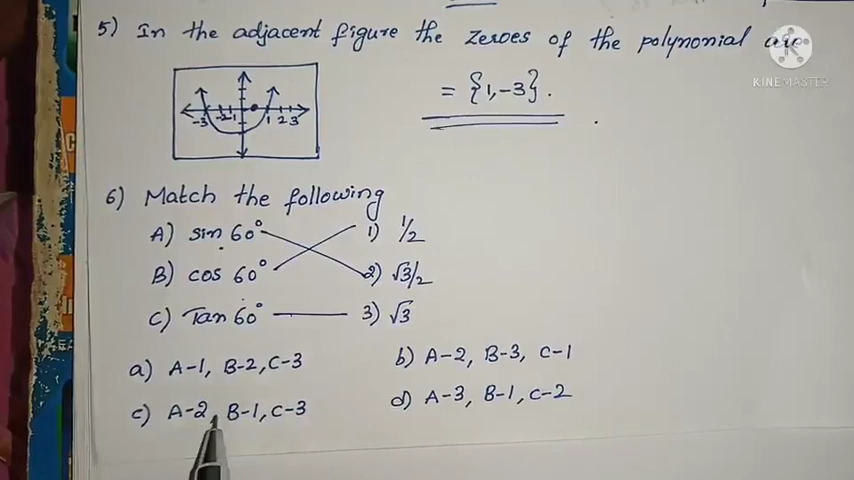 5) In the adjacent figure the zeroes of the polynonial are
= {1,-3}.
-3 -2 -1 1 2 3
6) Match the following
A) sin 60° 1) 1/2
B) cos 60° 2) √3/2
C) Tan 60° 3) √3
a) A-1, B-2, C-3 b) A-2, B-3, C-1
c) A-2, B-1, C-3 d) A-3, B-1, C-2
KINEMASTER